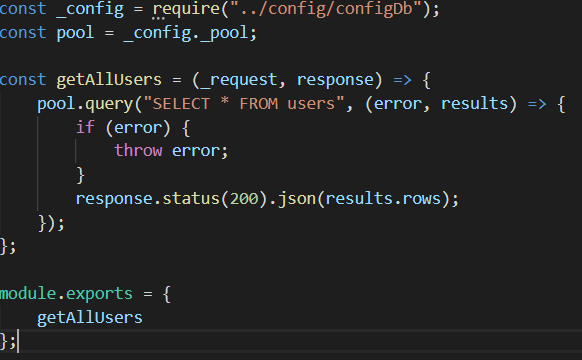 const _config = require("../config/configDb");
const pool = _config._pool;

const getAllUsers = (_request, response) => {
    pool.query("SELECT * FROM users", (error, results) => {
        if (error) {
            throw error;
        }
        response.status(200).json(results.rows);
    });
};

module.exports = {
    getAllUsers
};